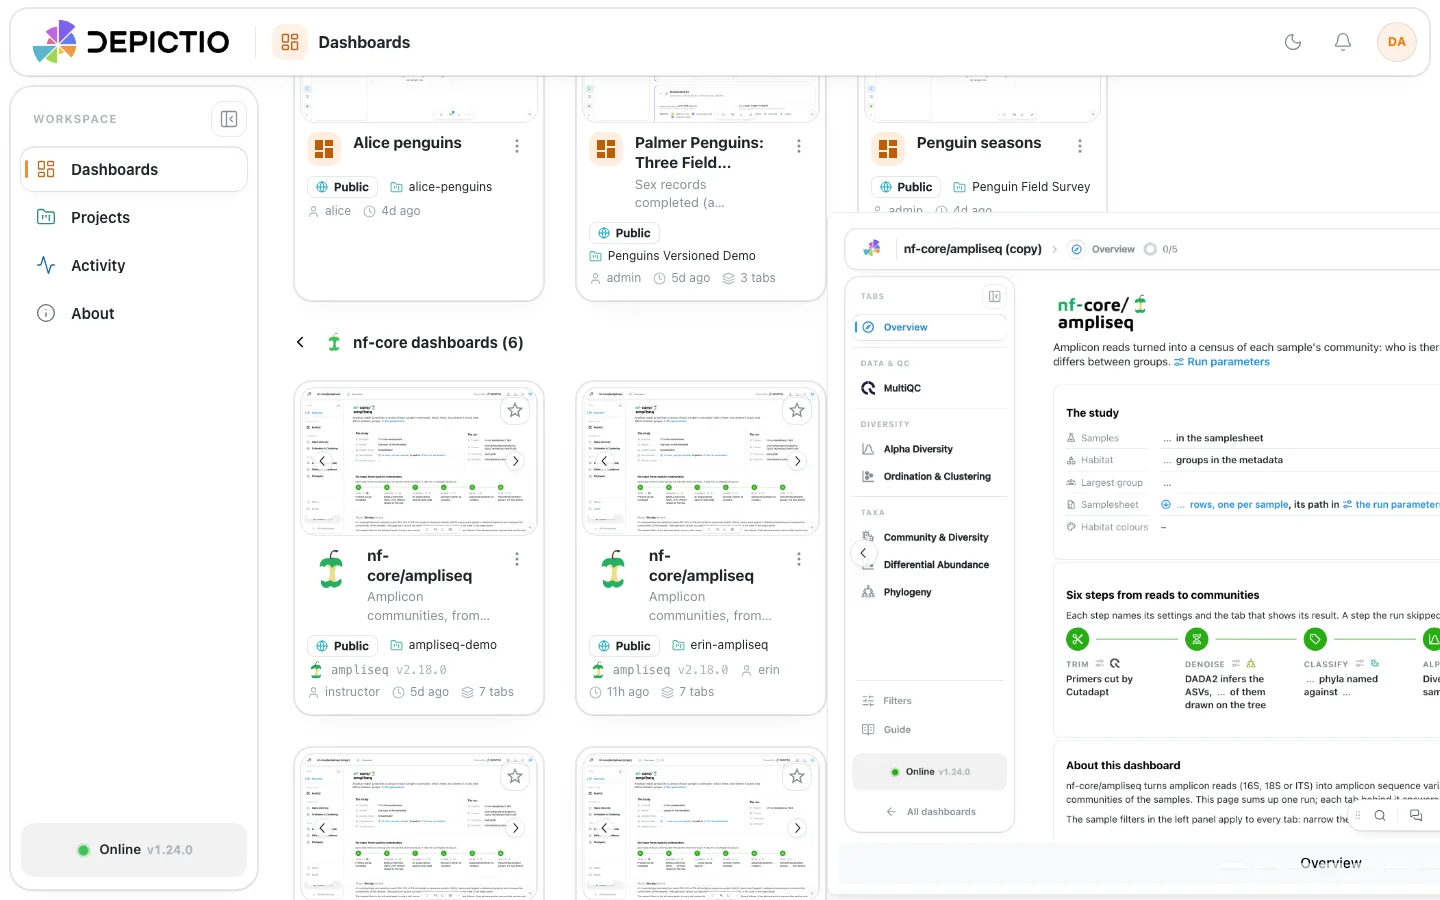 DEPICTIO
Dashboards
DA
WORKSPACE
Dashboards
Projects
Activity
About
Online v1.24.0
Alice penguins
Public
alice-penguins
alice
4d ago
Palmer Penguins:
Three Field...
Sex records
completed (a...
Public
Penguins Versioned Demo
admin
5d ago
3 tabs
Penguin seasons
Public
Penguin Field Survey
admin
4d ago
nf-core dashboards (6)
nf-
core/ampliseq
Amplicon
communities, from...
Public
ampliseq-demo
ampliseq v2.18.0
instructor
5d ago
7 tabs
nf-
core/ampliseq
Amplicon
communities, from...
Public
erin-ampliseq
ampliseq v2.18.0
erin
11h ago
7 tabs
nf-core/ampliseq (copy)
Overview
0/5
TABS
Overview
DATA & QC
MultiQC
DIVERSITY
Alpha Diversity
Ordination & Clustering
TAXA
Community & Diversity
Differential Abundance
Phylogeny
Filters
Guide
Online v1.24.0
All dashboards
nf-core/
ampliseq
Amplicon reads turned into a census of each sample's community: who is
differs between groups. Run parameters
The study
Samples ... in the samplesheet
Habitat ... groups in the metadata
Largest group ...
Samplesheet ... rows, one per sample, its path in the run parameters
Habitat colours –
Six steps from reads to communities
Each step names its settings and the tab that shows its result. A step the run skipped
TRIM
Primers cut by
Cutadapt
DENOISE
DADA2 infers the
ASVs, ... of them
drawn on the tree
CLASSIFY
... phyla named
against ...
About this dashboard
nf-core/ampliseq turns amplicon reads (16S, 18S or ITS) into amplicon sequence
communities of the samples. This page sums up one run; each tab behind it
The sample filters in the left panel apply to every tab: narrow
Overview